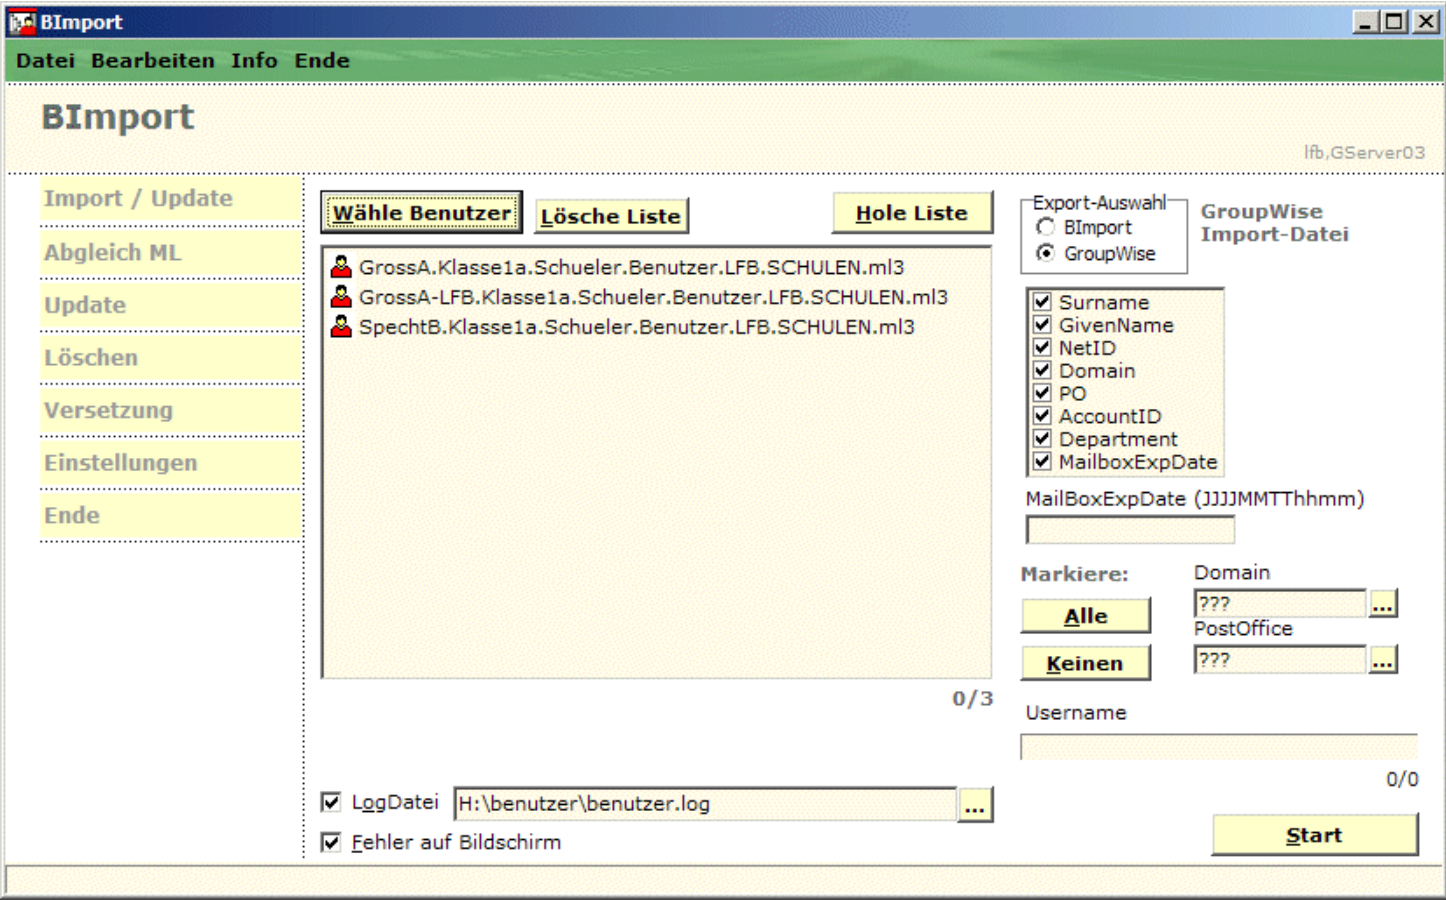 BImport
Datei Bearbeiten Info Ende
BImport
lfb,GServer03
Import / Update
Abgleich ML
Update
Löschen
Versetzung
Einstellungen
Ende
Wähle Benutzer
Lösche Liste
Hole Liste
GrossA.Klasse1a.Schueler.Benutzer.LFB.SCHULEN.ml3
GrossA-LFB.Klasse1a.Schueler.Benutzer.LFB.SCHULEN.ml3
SpechtB.Klasse1a.Schueler.Benutzer.LFB.SCHULEN.ml3
0/3
LogDatei
H:\benutzer\benutzer.log
...
Fehler auf Bildschirm
Export-Auswahl
BImport
GroupWise
GroupWise
Import-Datei
Surname
GivenName
NetID
Domain
PO
AccountID
Department
MailboxExpDate
MailBoxExpDate (JJJJMMTThhmm)
Markiere:
Alle
Keinen
Domain
???
...
PostOffice
???
...
Username
0/0
Start